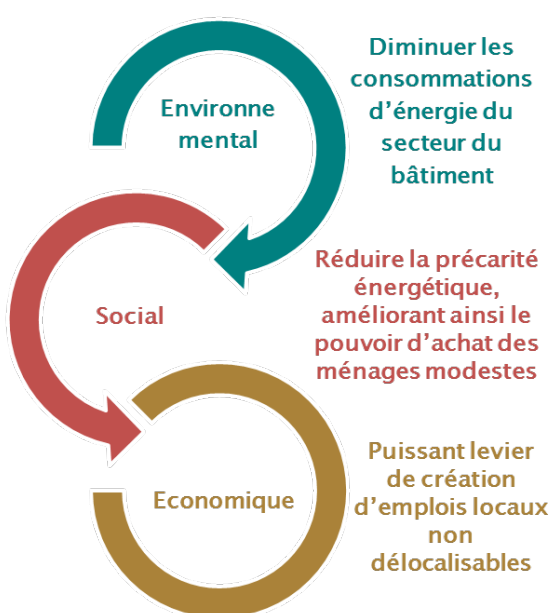 Environne
mental
Diminuer les
consommations
d’énergie du
secteur du
bâtiment
Social
Réduire la précarité
énergétique,
améliorant ainsi le
pouvoir d’achat des
ménages modestes
Economique
Puissant levier
de création
d’emplois locaux
non
délocalisables